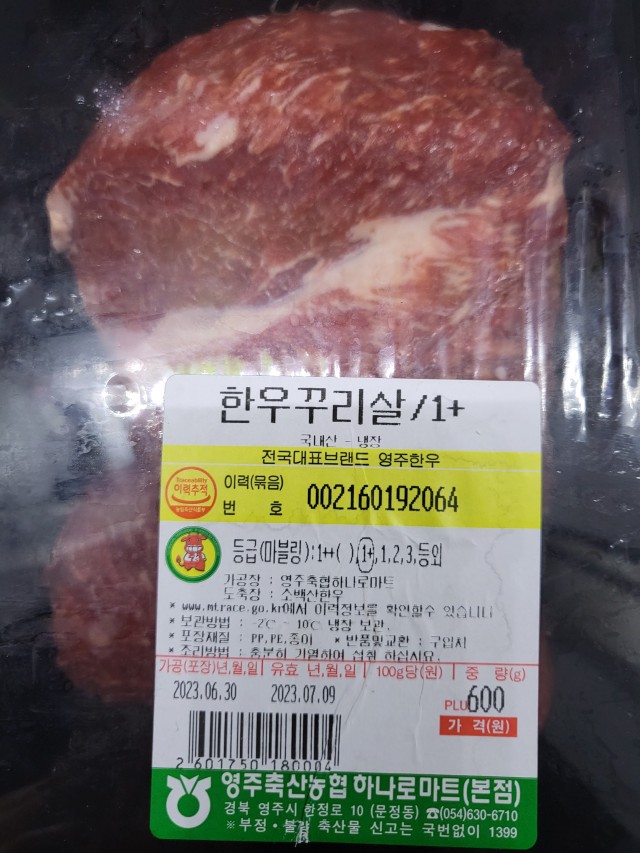 한우꾸리살/1+
국내산 - 냉장
전국대표브랜드 영주한우
Traceability
이력추적
이력(묶음)
번 호 002160192064
등급(마블링):1++( ),1+,1,2,3,등외
가공장 : 영주축협하나로마트
도축장 : 소백산한우
* www.mtrace.go.kr에서 이력정보를 확인할수 있습니다
* 보관방법 : -2℃ ~ 10℃ 냉장 보관.
* 포장재질 : PP,PE,종이 * 반품및교환 : 구입시
* 조리방법 : 충분히 가열하여 섭취 하십시요.
가공(포장)년,월,일 유효 년,월,일 100g당(원) 중 량(g)
2023.06.30 2023.07.09 PLU 600
가 격(원)
2 601750 180004
영주축산농협 하나로마트(본점)
경북 영주시 한정로 10 (문정동) ☎(054)630-6710
※ 부정·불량 축산물 신고는 국번없이 1399